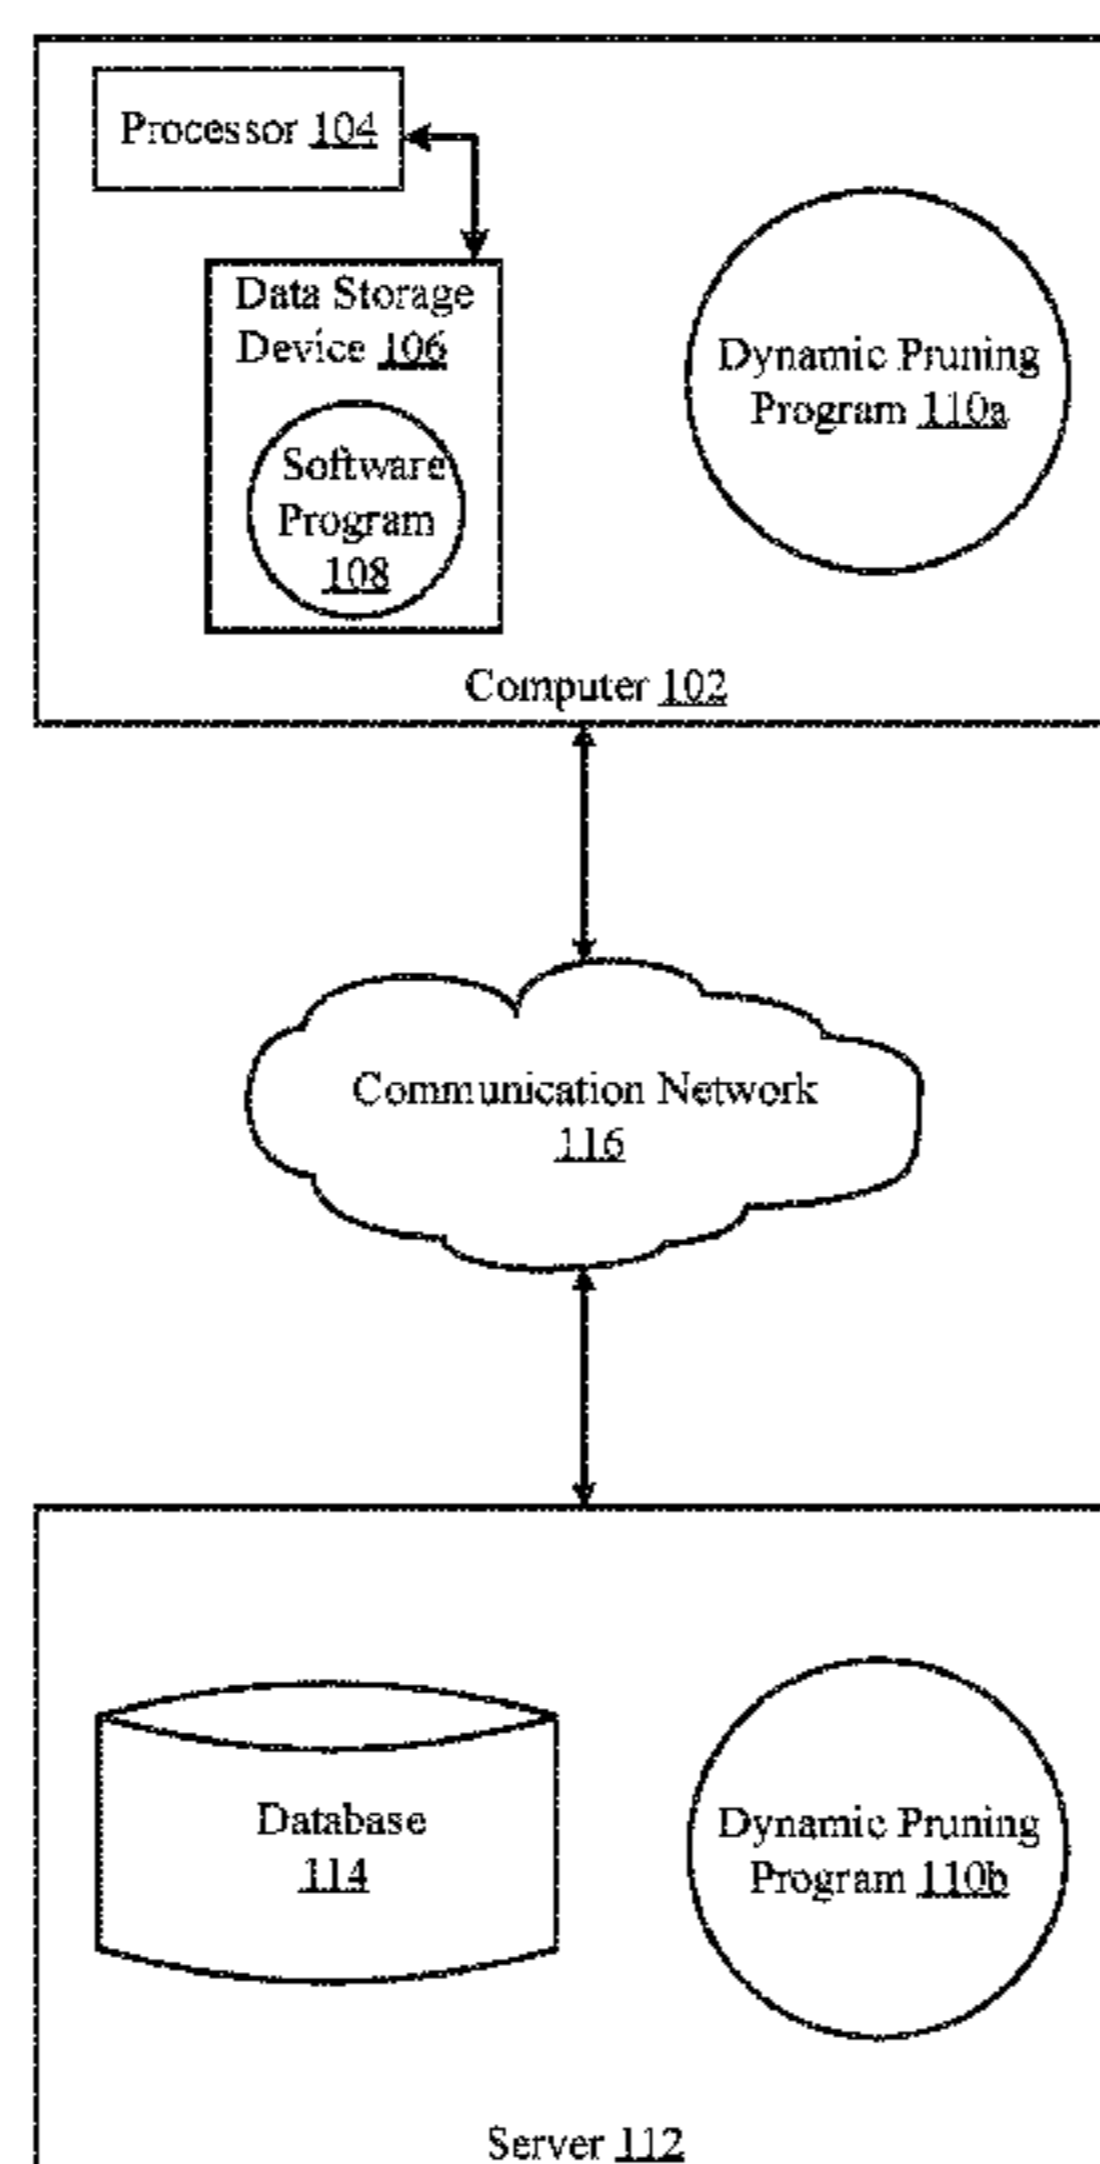 Processor 104
Data Storage
Device 106
Software
Program
108
Dynamic Pruning
Program 110a
Computer 102
Communication Network
116
Database
114
Dynamic Pruning
Program 110b
Server 112